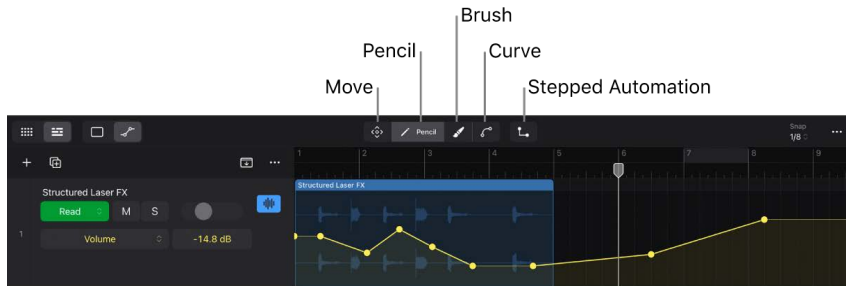 Brush
Pencil
Curve
Move
Stepped Automation
Pencil
Snap
1/8
1 2 3 4 5 6 7 8 9
Structured Laser FX
Structured Laser FX
Read M S
1
Volume -14.8 dB